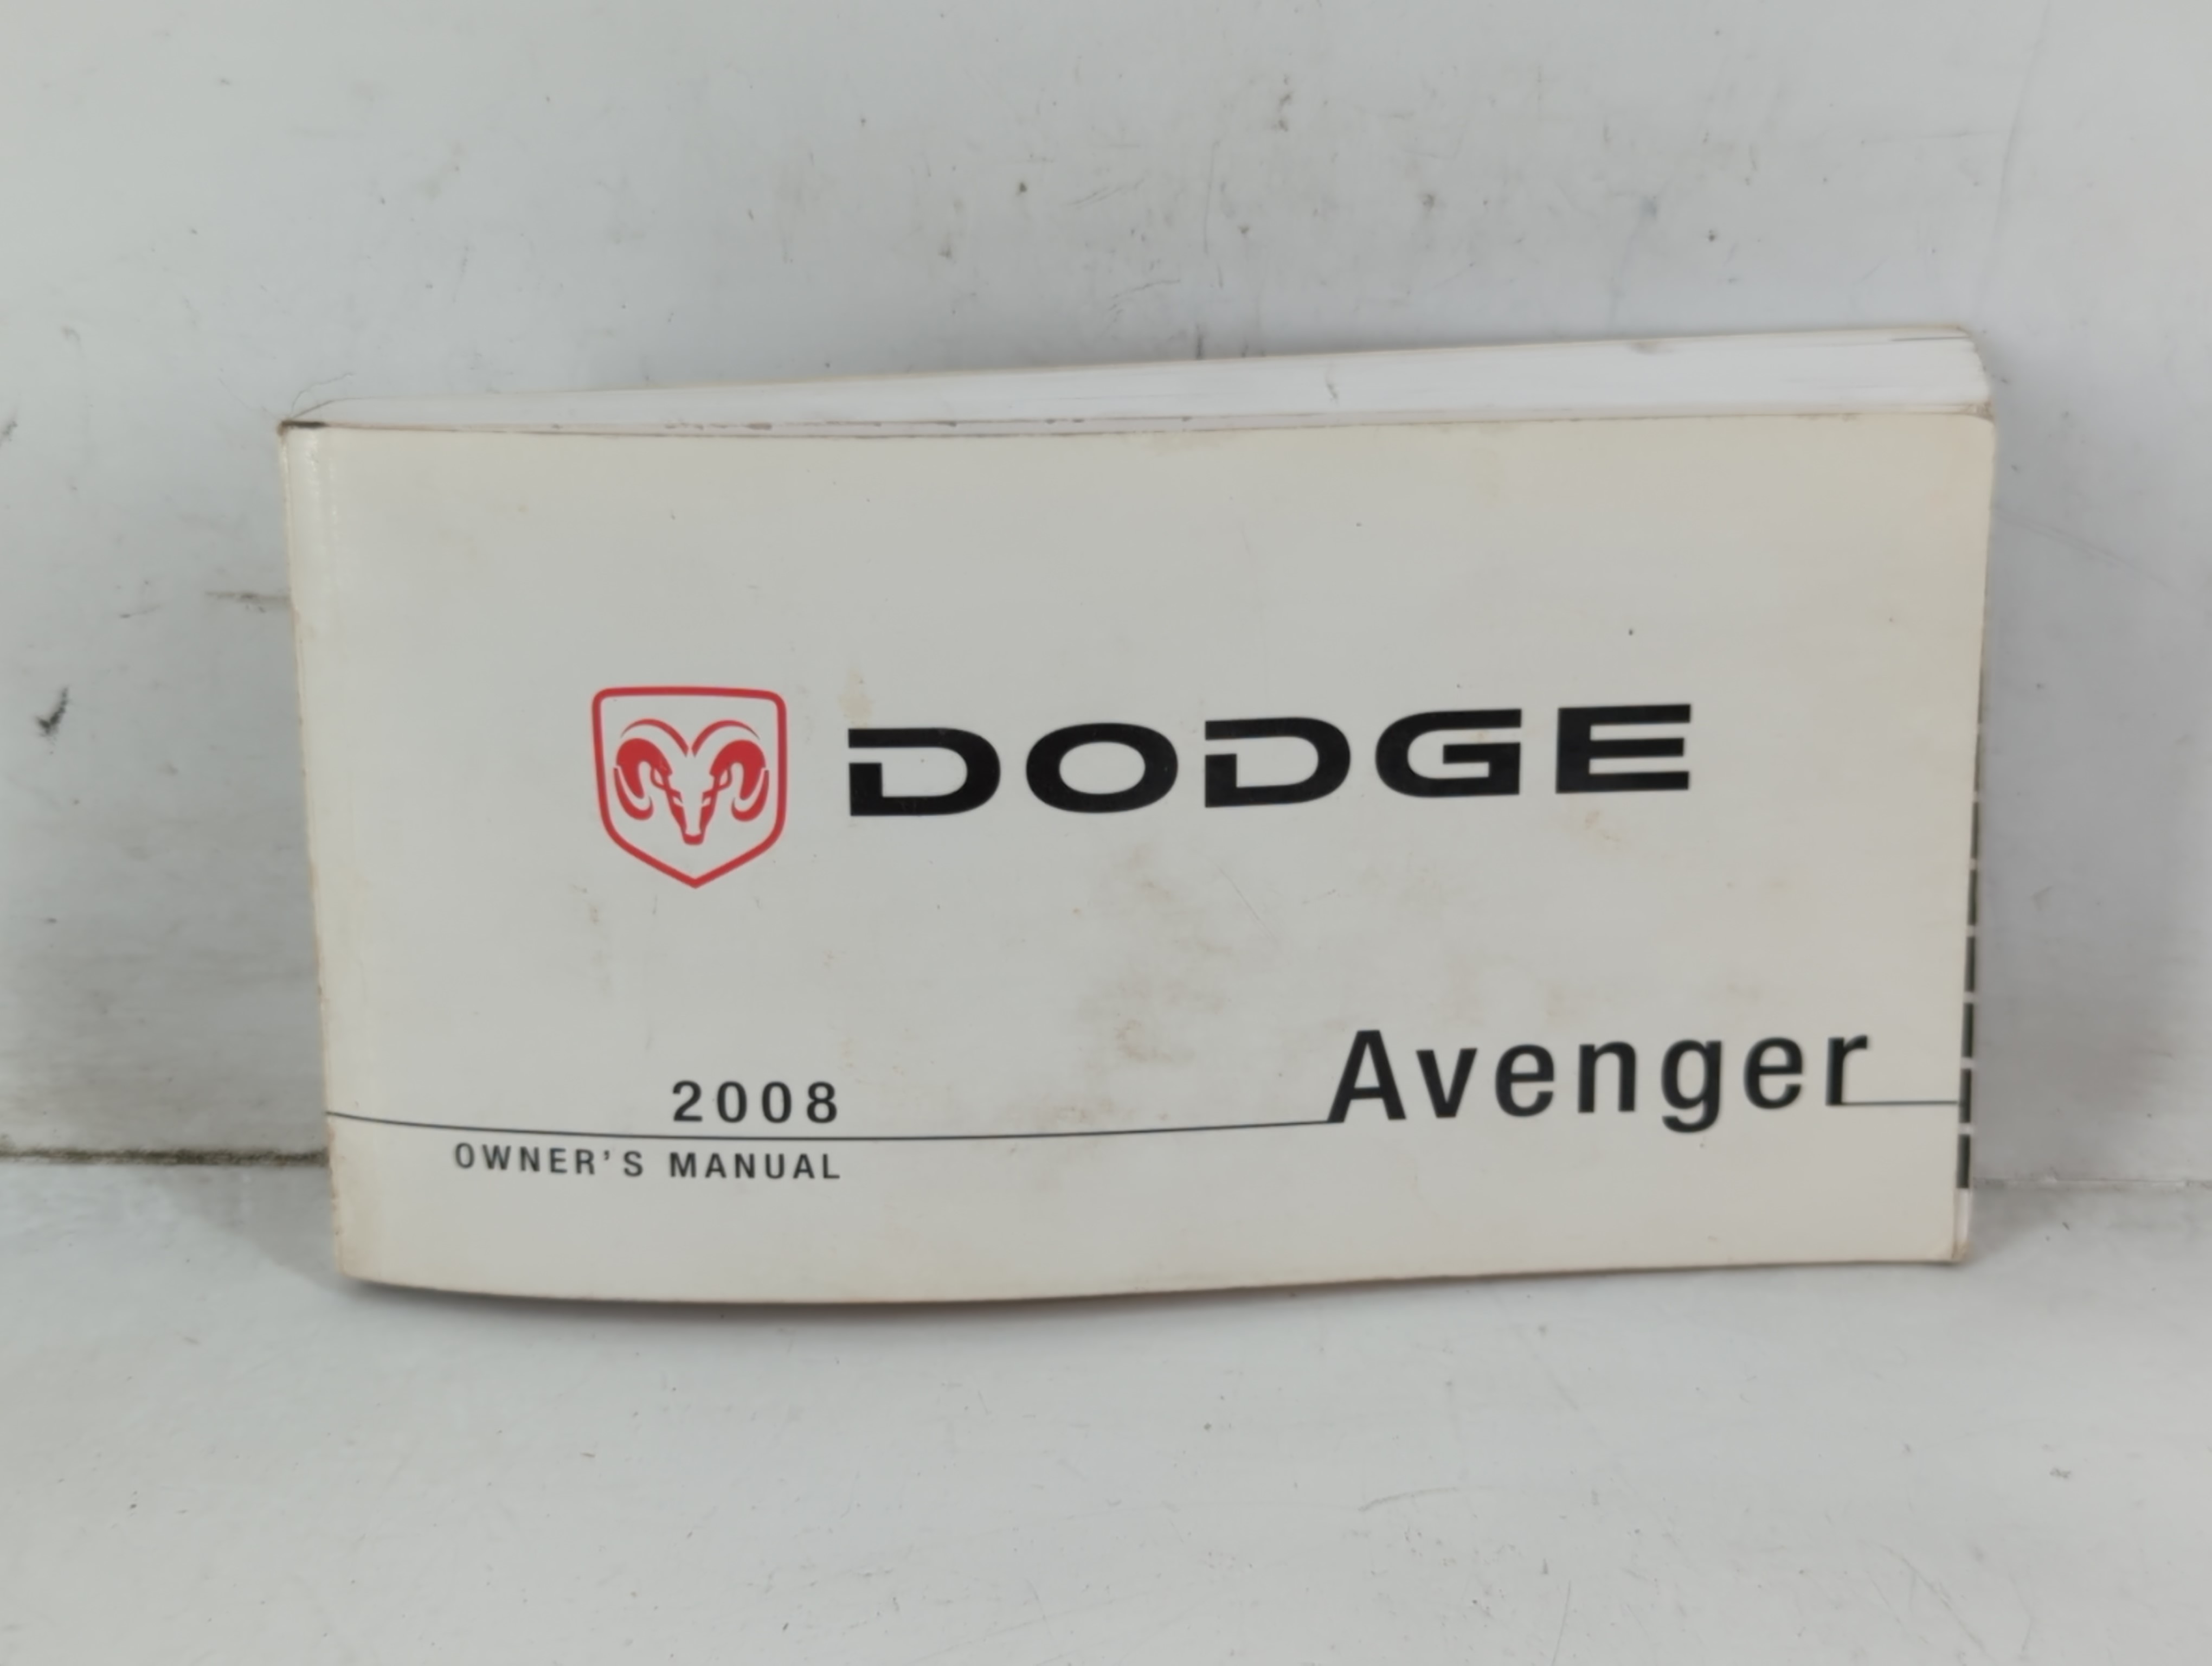 DODGE
Avenger
2008
OWNER'S MANUAL